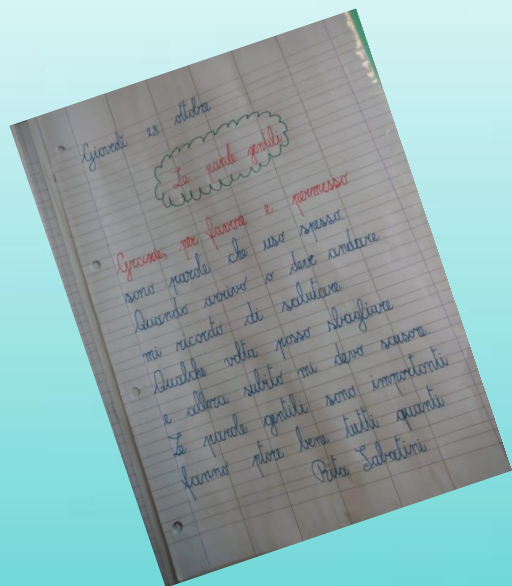 Giovedì 28 ottobre
Le parole gentili
Grazie, per favore e permesso
sono parole che uso spesso.
Quando arrivo o devo andare
mi ricordo di salutare.
Qualche volta posso sbagliare
e allora subito mi devo scusare.
Le parole gentili sono importanti
fanno stare bene tutti quanti
Rita Sabatini